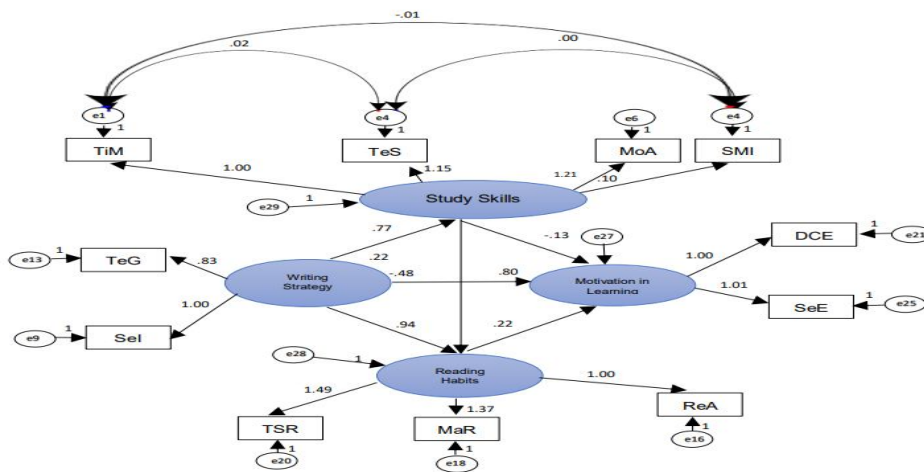 -.01
.02
.00
e1
e4
e6
e4
1
1
1
1
TiM
TeS
MoA
SMI
1.00
1.15
1.21
.10
e29
1
Study Skills
e13
1
TeG
.83
.77
.22
-.13
e27
1.00
DCE
1
e21
Writing
Strategy
-.48
.80
Motivation in
Learning
1.01
SeE
1
e25
e9
1
SeI
1.00
.94
.22
e28
1
Reading
Habits
1.00
1.49
1.37
TSR
MaR
ReA
1
1
1
e20
e18
e16